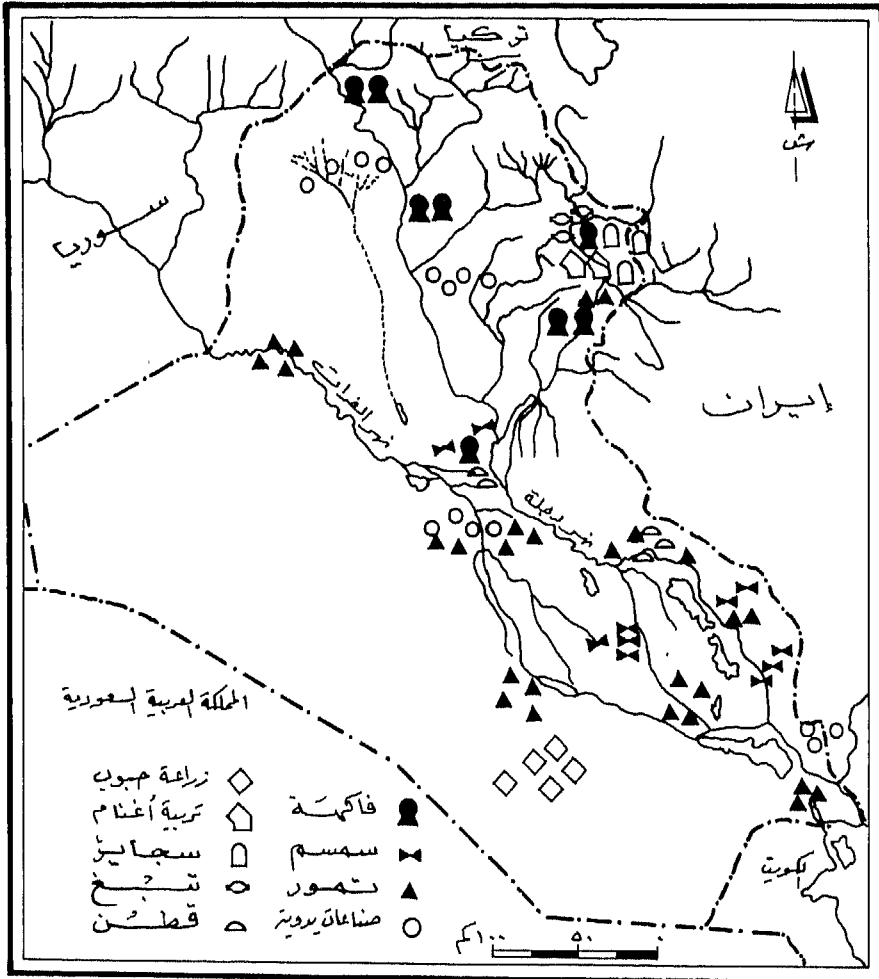 تركيا
ش
سوريا
إيران
نهر الفرات
نهر دجلة
المملكة العربية السعودية
الكويت
زراعة حبوب
تربية أغنام
سجاير
تبغ
قطن
فاكهة
سمسم
تمور
صناعات يدوية
٠ ٥٠ ١٠٠كم